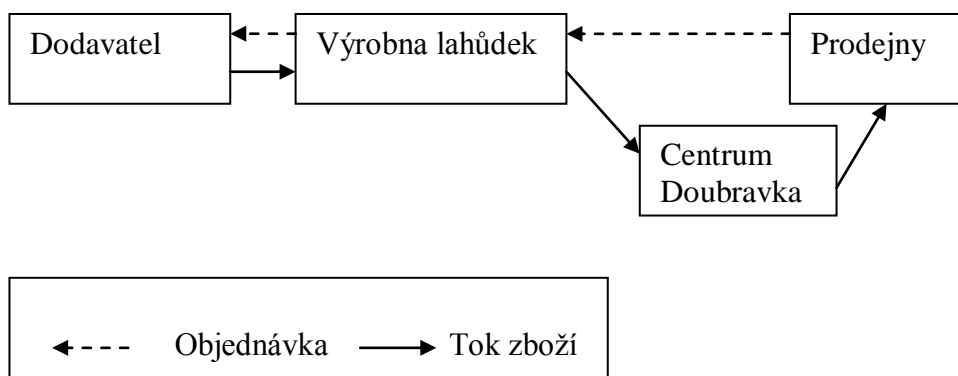 Dodavatel
Výrobna lahůdek
Prodejny
Centrum
Doubravka
Objednávka
Tok zboží